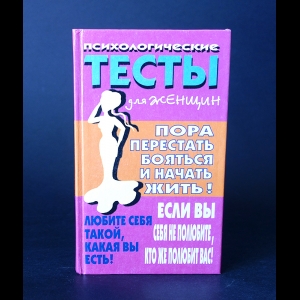 ПСИХОЛОГИЧЕСКИЕ
ТЕСТЫ
для ЖЕНЩИН
ПОРА
ПЕРЕСТАТЬ
БОЯТЬСЯ
И НАЧАТЬ
ЖИТЬ!
ЛЮБИТЕ СЕБЯ
ТАКОЙ,
КАКАЯ ВЫ
ЕСТЬ!
ЕСЛИ ВЫ
СЕБЯ НЕ ПОЛЮБИТЕ,
КТО ЖЕ ПОЛЮБИТ ВАС!